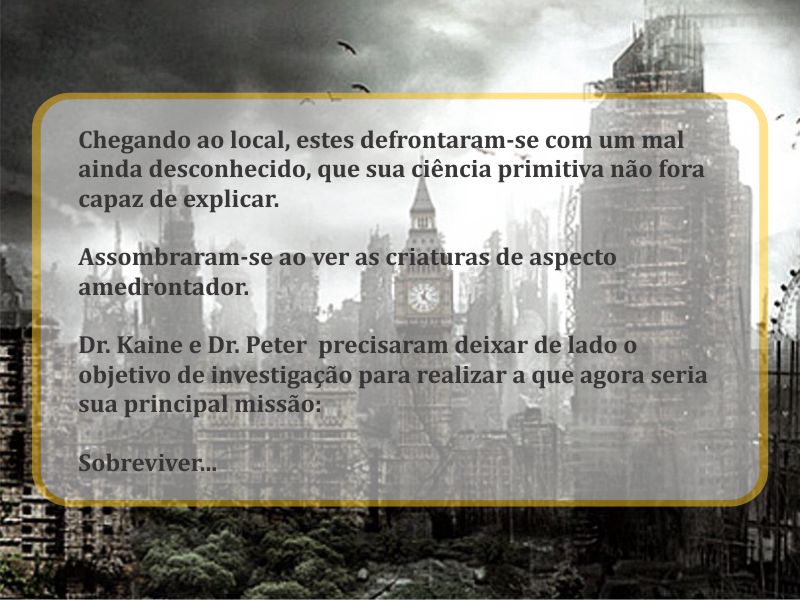 Chegando ao local, estes defrontaram-se com um mal
ainda desconhecido, que sua ciência primitiva não fora
capaz de explicar.
Assombraram-se ao ver as criaturas de aspecto
amedrontador.
Dr. Kaine e Dr. Peter  precisaram deixar de lado o
objetivo de investigação para realizar a que agora seria
sua principal missão:
Sobreviver...